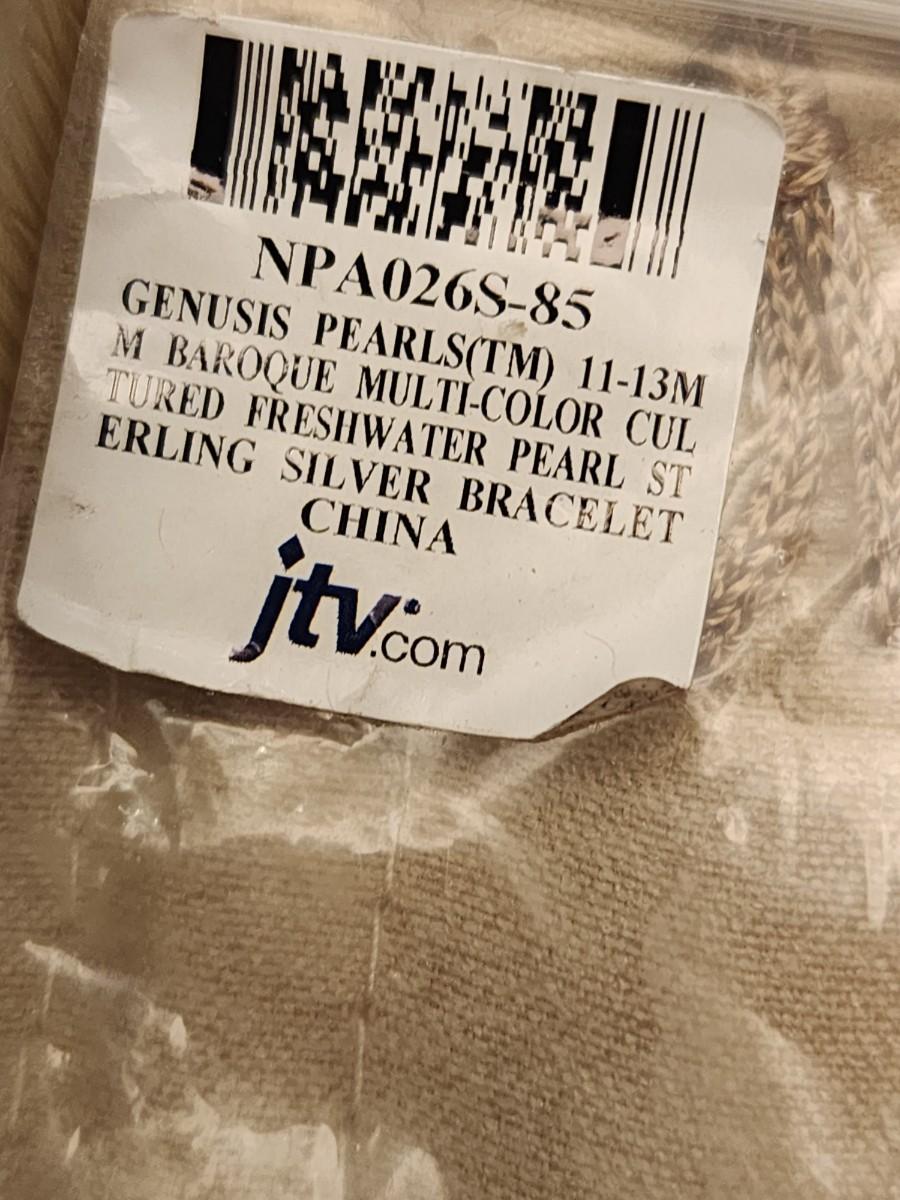 NPA026S-85
GENUSIS PEARLS(TM) 11-13M
M BAROQUE MULTI-COLOR CUL
TURED FRESHWATER PEARL ST
ERLING SILVER BRACELET
CHINA
jtv.com